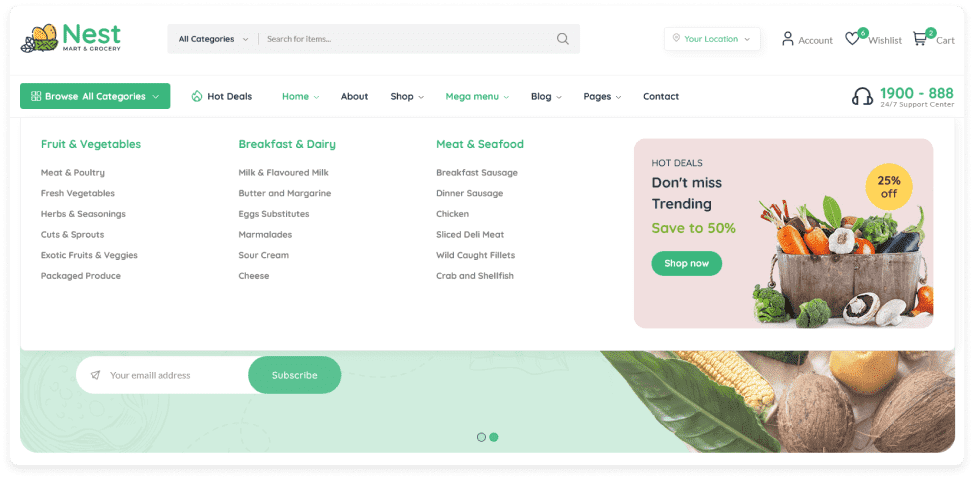 Nest
MART & GROCERY
All Categories
Search for items...
Your Location
Account
6
Wishlist
2
Cart
Browse All Categories
Hot Deals
Home
About
Shop
Mega menu
Blog
Pages
Contact
1900 - 888
24/7 Support Center
Fruit & Vegetables
Meat & Poultry
Fresh Vegetables
Herbs & Seasonings
Cuts & Sprouts
Exotic Fruits & Veggies
Packaged Produce
Breakfast & Dairy
Milk & Flavoured Milk
Butter and Margarine
Eggs Substitutes
Marmalades
Sour Cream
Cheese
Meat & Seafood
Breakfast Sausage
Dinner Sausage
Chicken
Sliced Deli Meat
Wild Caught Fillets
Crab and Shellfish
HOT DEALS
Don't miss
Trending
Save to 50%
Shop now
25%
off
Your emaill address
Subscribe